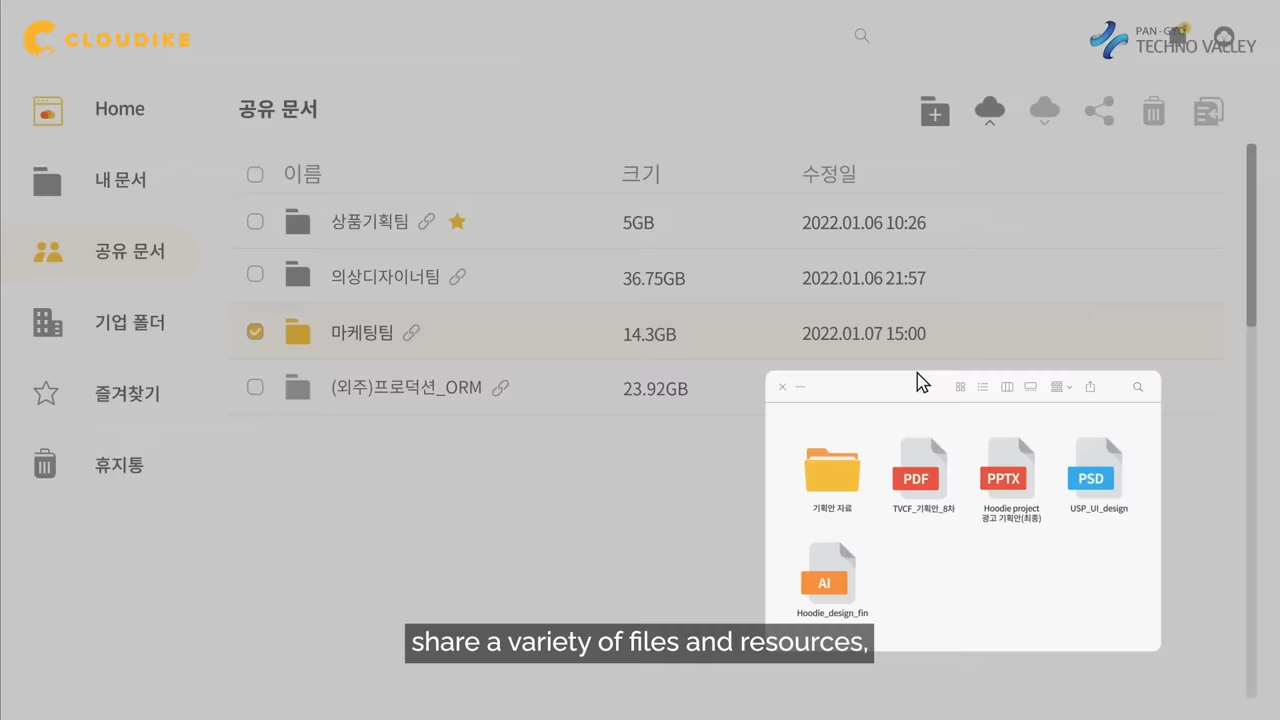 CLOUDIKE
PAN-GYO
TECHNO VALLEY
Home
공유 문서
내 문서
이름 크기 수정일
상품기획팀 5GB 2022.01.06 10:26
공유 문서
의상디자이너팀 36.75GB 2022.01.06 21:57
기업 폴더
마케팅팀 14.3GB 2022.01.07 15:00
즐겨찾기
(외주)프로덕션_ORM 23.92GB
휴지통
PDF PPTX PSD
기획안 자료 TVCF_기획안_8차 Hoodie project USP_UI_design
광고 기획안(최종)
AI
Hoodie_design_fin
share a variety of files and resources,